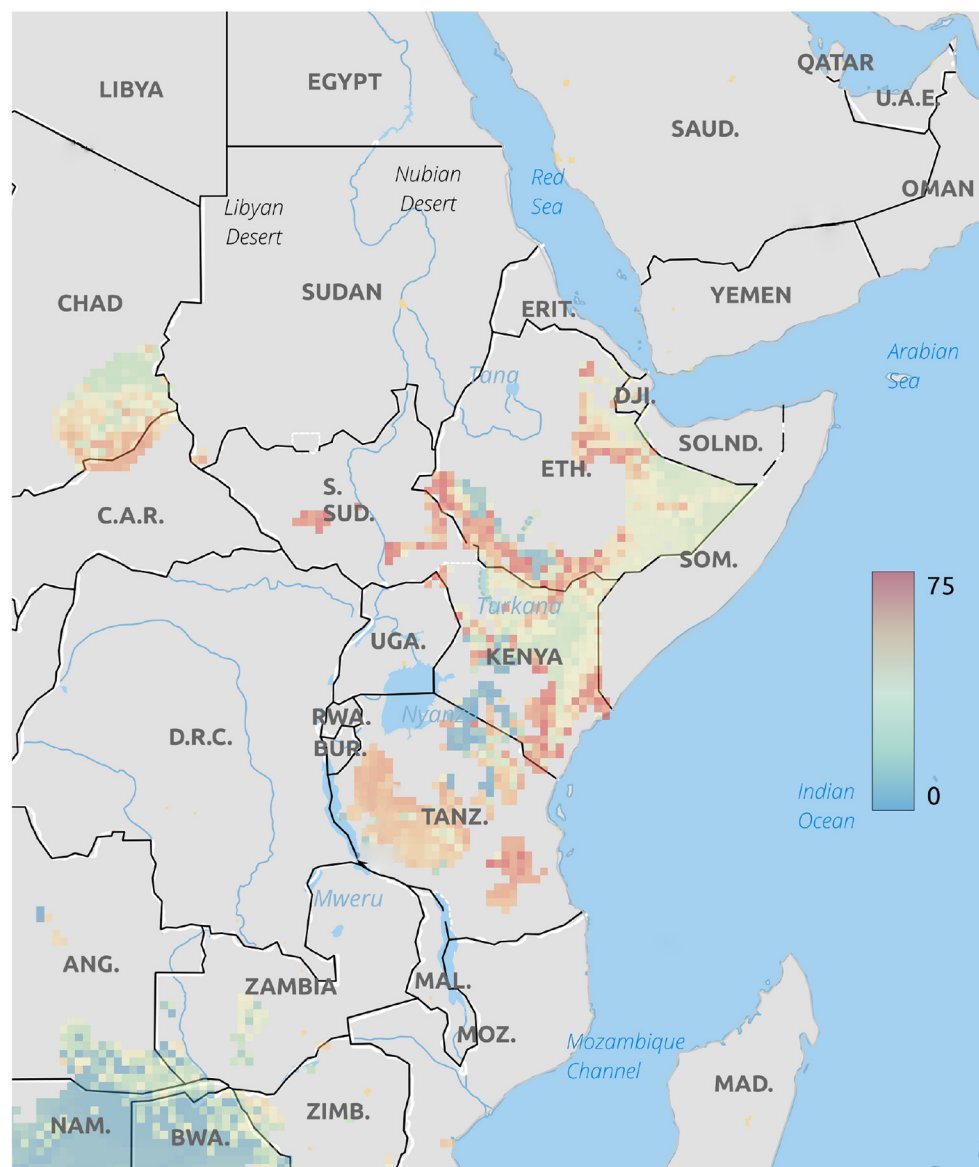 QATAR
LIBYA
EGYPT
U.A.E.
SAUD.
Nubian
Desert
Red
Sea
OMAN
Libyan
Desert
SUDAN
YEMEN
CHAD
ERIT.
Arabian
Sea
Tana
DJI.
SOLND.
ETH.
S.
SUD.
C.A.R.
SOM.
75
Turkana
UGA.
KENYA
RWA.
Nyanz
D.R.C.
BUR.
Indian
Ocean
0
TANZ.
Mweru
ANG.
ZAMBIA
MAL.
MOZ.
Mozambique
Channel
MAD.
ZIMB.
NAM.
BWA.